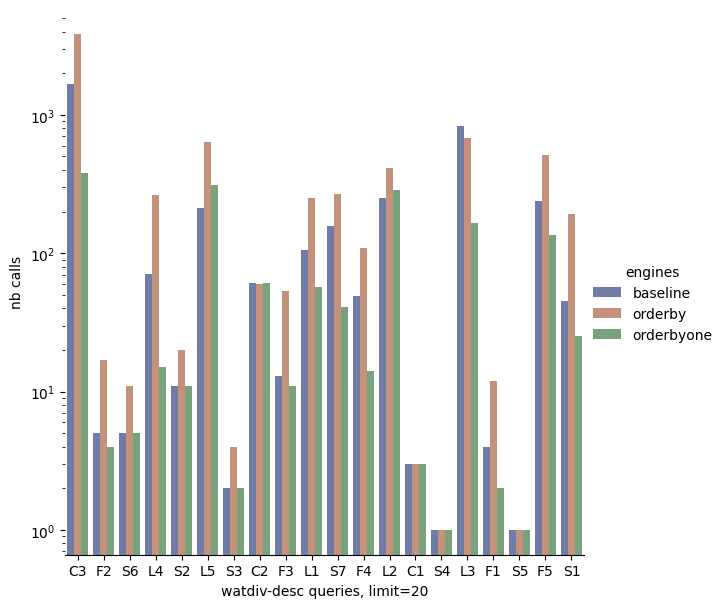 10³
10²
10¹
10⁰
nb calls
C3 F2 S6 L4 S2 L5 S3 C2 F3 L1 S7 F4 L2 C1 S4 L3 F1 S5 F5 S1
watdiv-desc queries, limit=20
engines
baseline
orderby
orderbyone